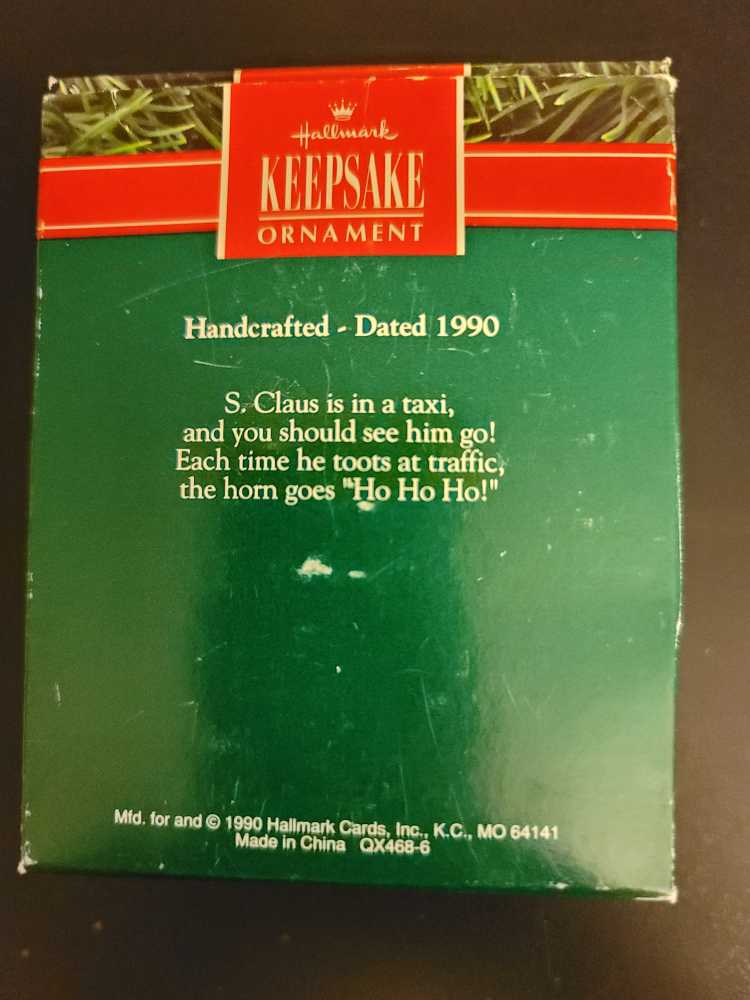 Hallmark
KEEPSAKE
ORNAMENT
Handcrafted - Dated 1990
S. Claus is in a taxi,
and you should see him go!
Each time he toots at traffic,
the horn goes "Ho Ho Ho!"
Mfd. for and © 1990 Hallmark Cards, Inc., K.C., MO 64141
Made in China QX468-6